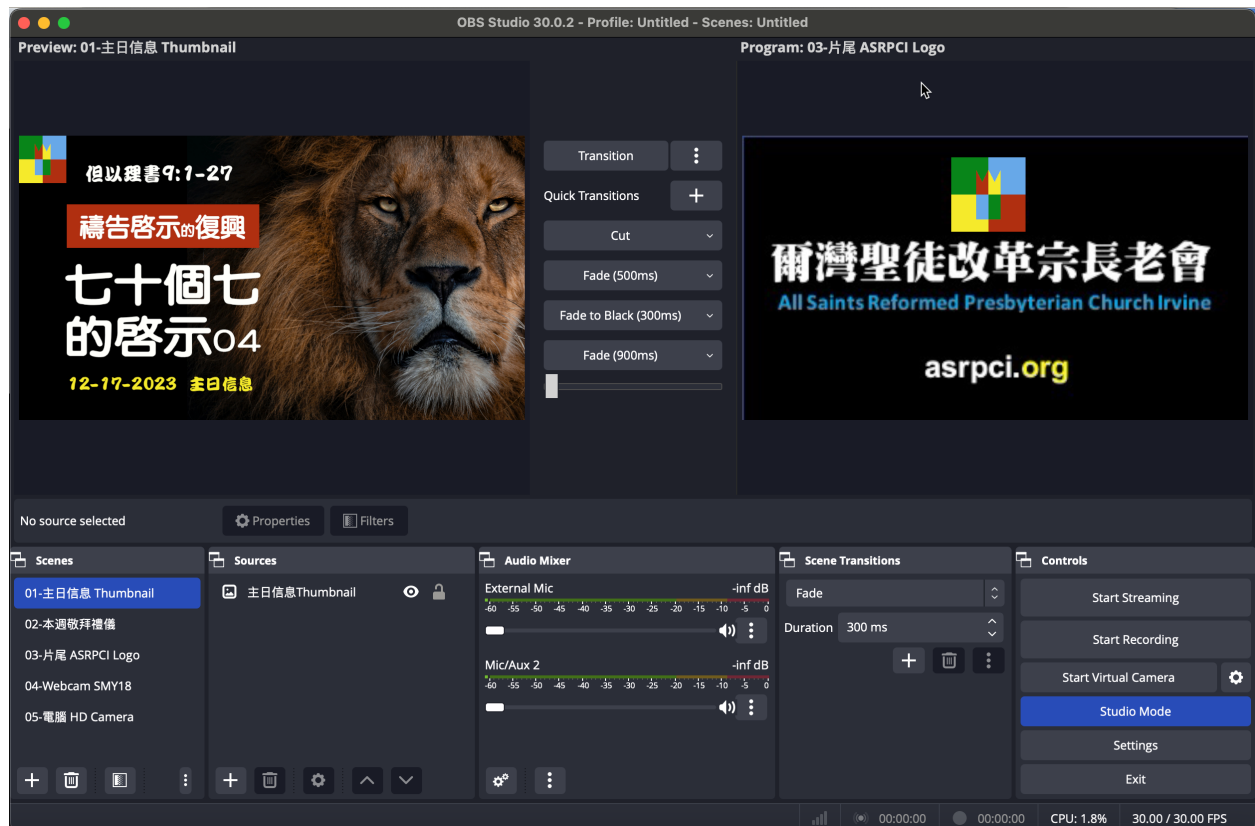 OBS Studio 30.0.2 - Profile: Untitled - Scenes: Untitled
Preview: 01-主日信息 Thumbnail
Program: 03-片尾 ASRPCI Logo
但以理書9:1-27
禱告啓示的復興
七十個七
的啓示04
12-17-2023 主日信息
Transition
Quick Transitions
Cut
Fade (500ms)
Fade to Black (300ms)
Fade (900ms)
爾灣聖徒改革宗長老會
All Saints Reformed Presbyterian Church Irvine
asrpci.org
No source selected
Properties
Filters
Scenes
01-主日信息 Thumbnail
02-本週敬拜禮儀
03-片尾 ASRPCI Logo
04-Webcam SMY18
05-電腦 HD Camera
Sources
主日信息Thumbnail
Audio Mixer
External Mic -inf dB
-60 -55 -50 -45 -40 -35 -30 -25 -20 -15 -10 -5 0
Mic/Aux 2 -inf dB
-60 -55 -50 -45 -40 -35 -30 -25 -20 -15 -10 -5 0
Scene Transitions
Fade
Duration 300 ms
Controls
Start Streaming
Start Recording
Start Virtual Camera
Studio Mode
Settings
Exit
00:00:00 00:00:00 CPU: 1.8% 30.00 / 30.00 FPS